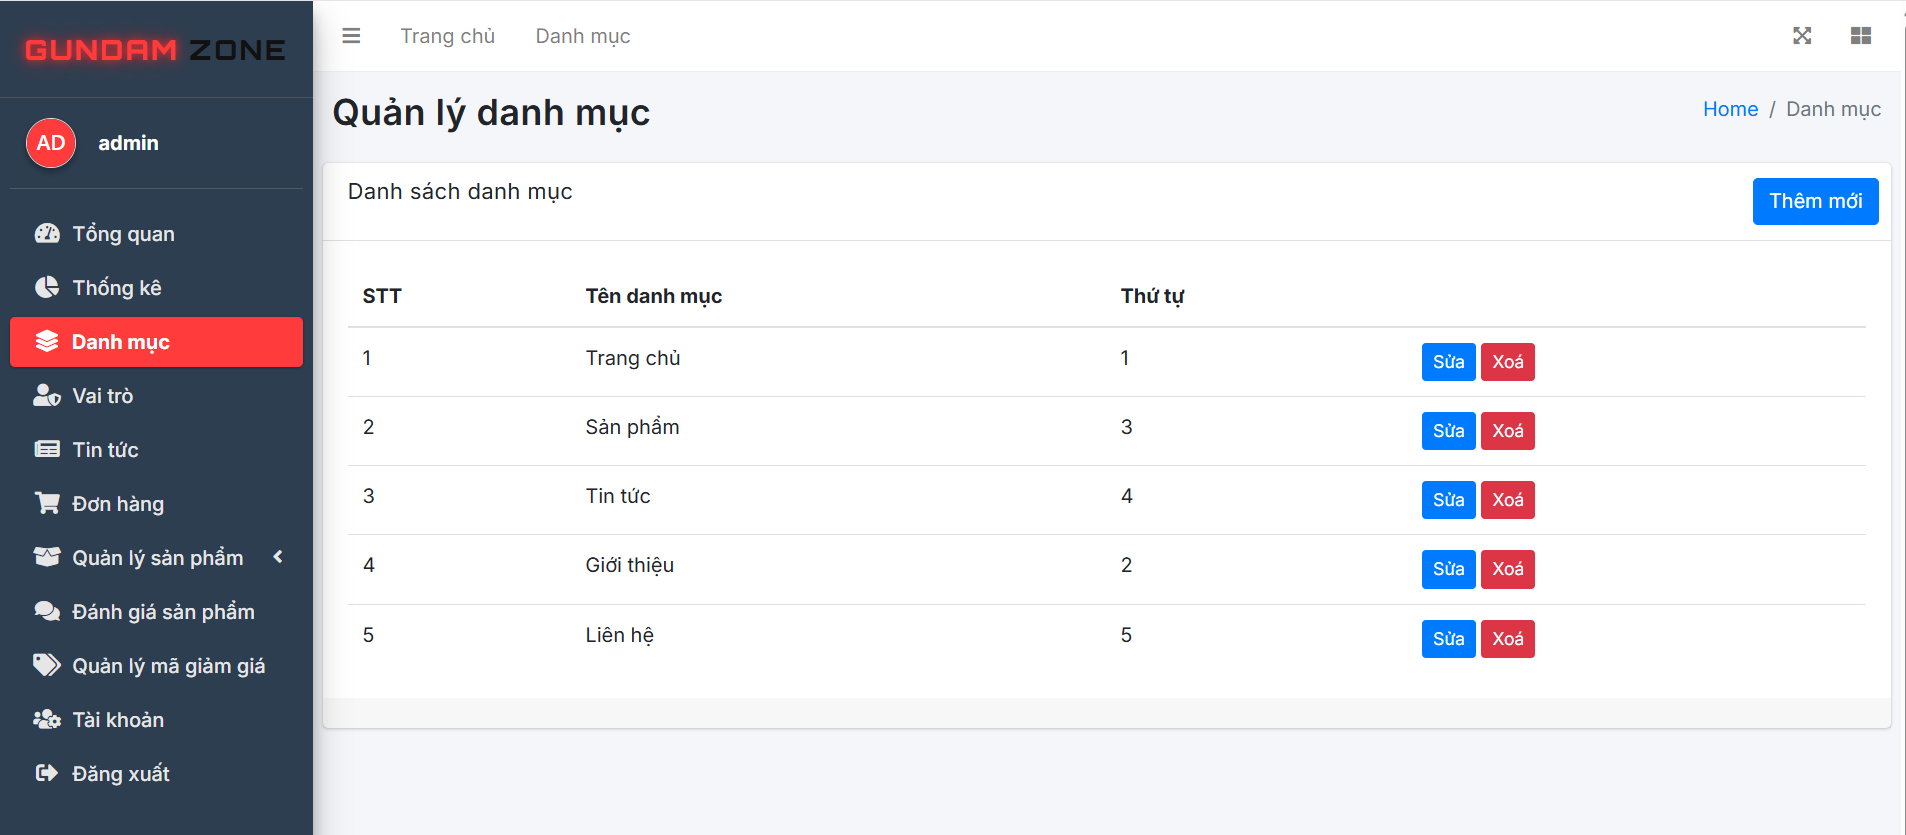 GUNDAM ZONE
Trang chủ Danh mục
AD admin
Tổng quan
Thống kê
Danh mục
Vai trò
Tin tức
Đơn hàng
Quản lý sản phẩm
Đánh giá sản phẩm
Quản lý mã giảm giá
Tài khoản
Đăng xuất
Quản lý danh mục
Home / Danh mục
Danh sách danh mục
Thêm mới
STT Tên danh mục Thứ tự
1 Trang chủ 1 Sửa Xoá
2 Sản phẩm 3 Sửa Xoá
3 Tin tức 4 Sửa Xoá
4 Giới thiệu 2 Sửa Xoá
5 Liên hệ 5 Sửa Xoá